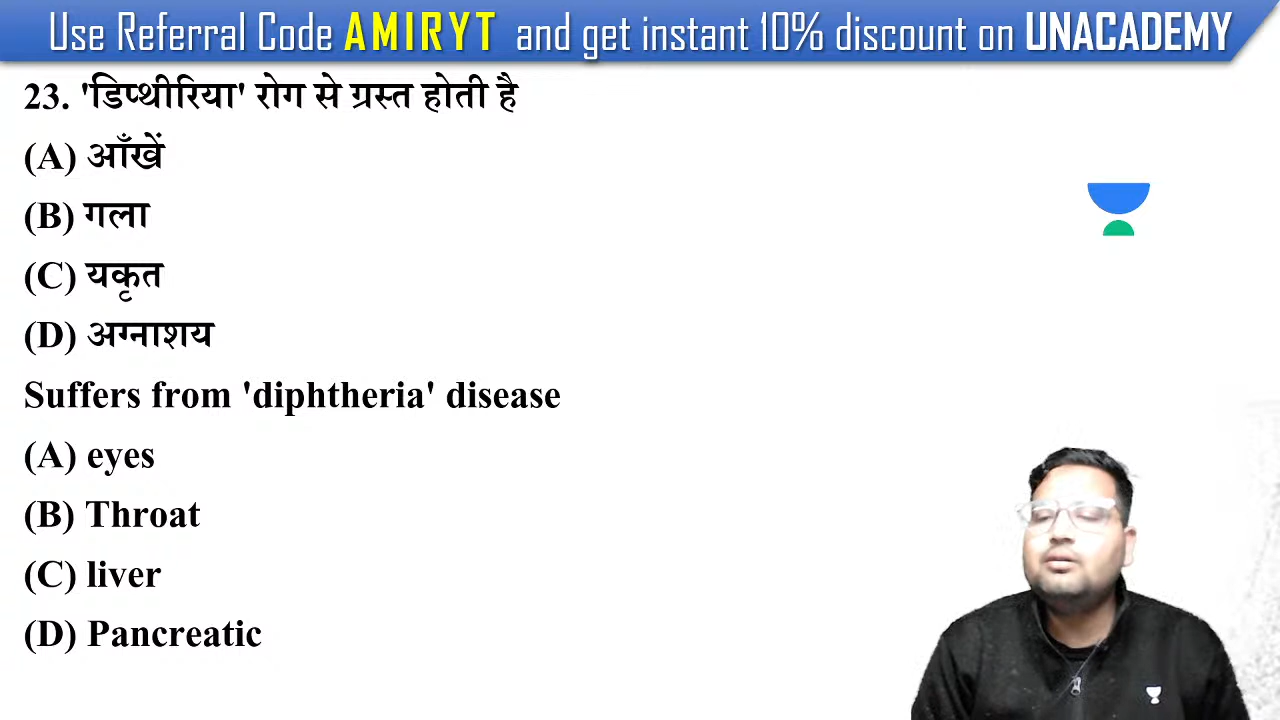 Use Referral Code AMIRYT and get instant 10% discount on UNACADEMY
23. 'डिप्थीरिया' रोग से ग्रस्त होती है
(A) आँखें
(B) गला
(C) यकृत
(D) अग्नाशय
Suffers from 'diphtheria' disease
(A) eyes
(B) Throat
(C) liver
(D) Pancreatic